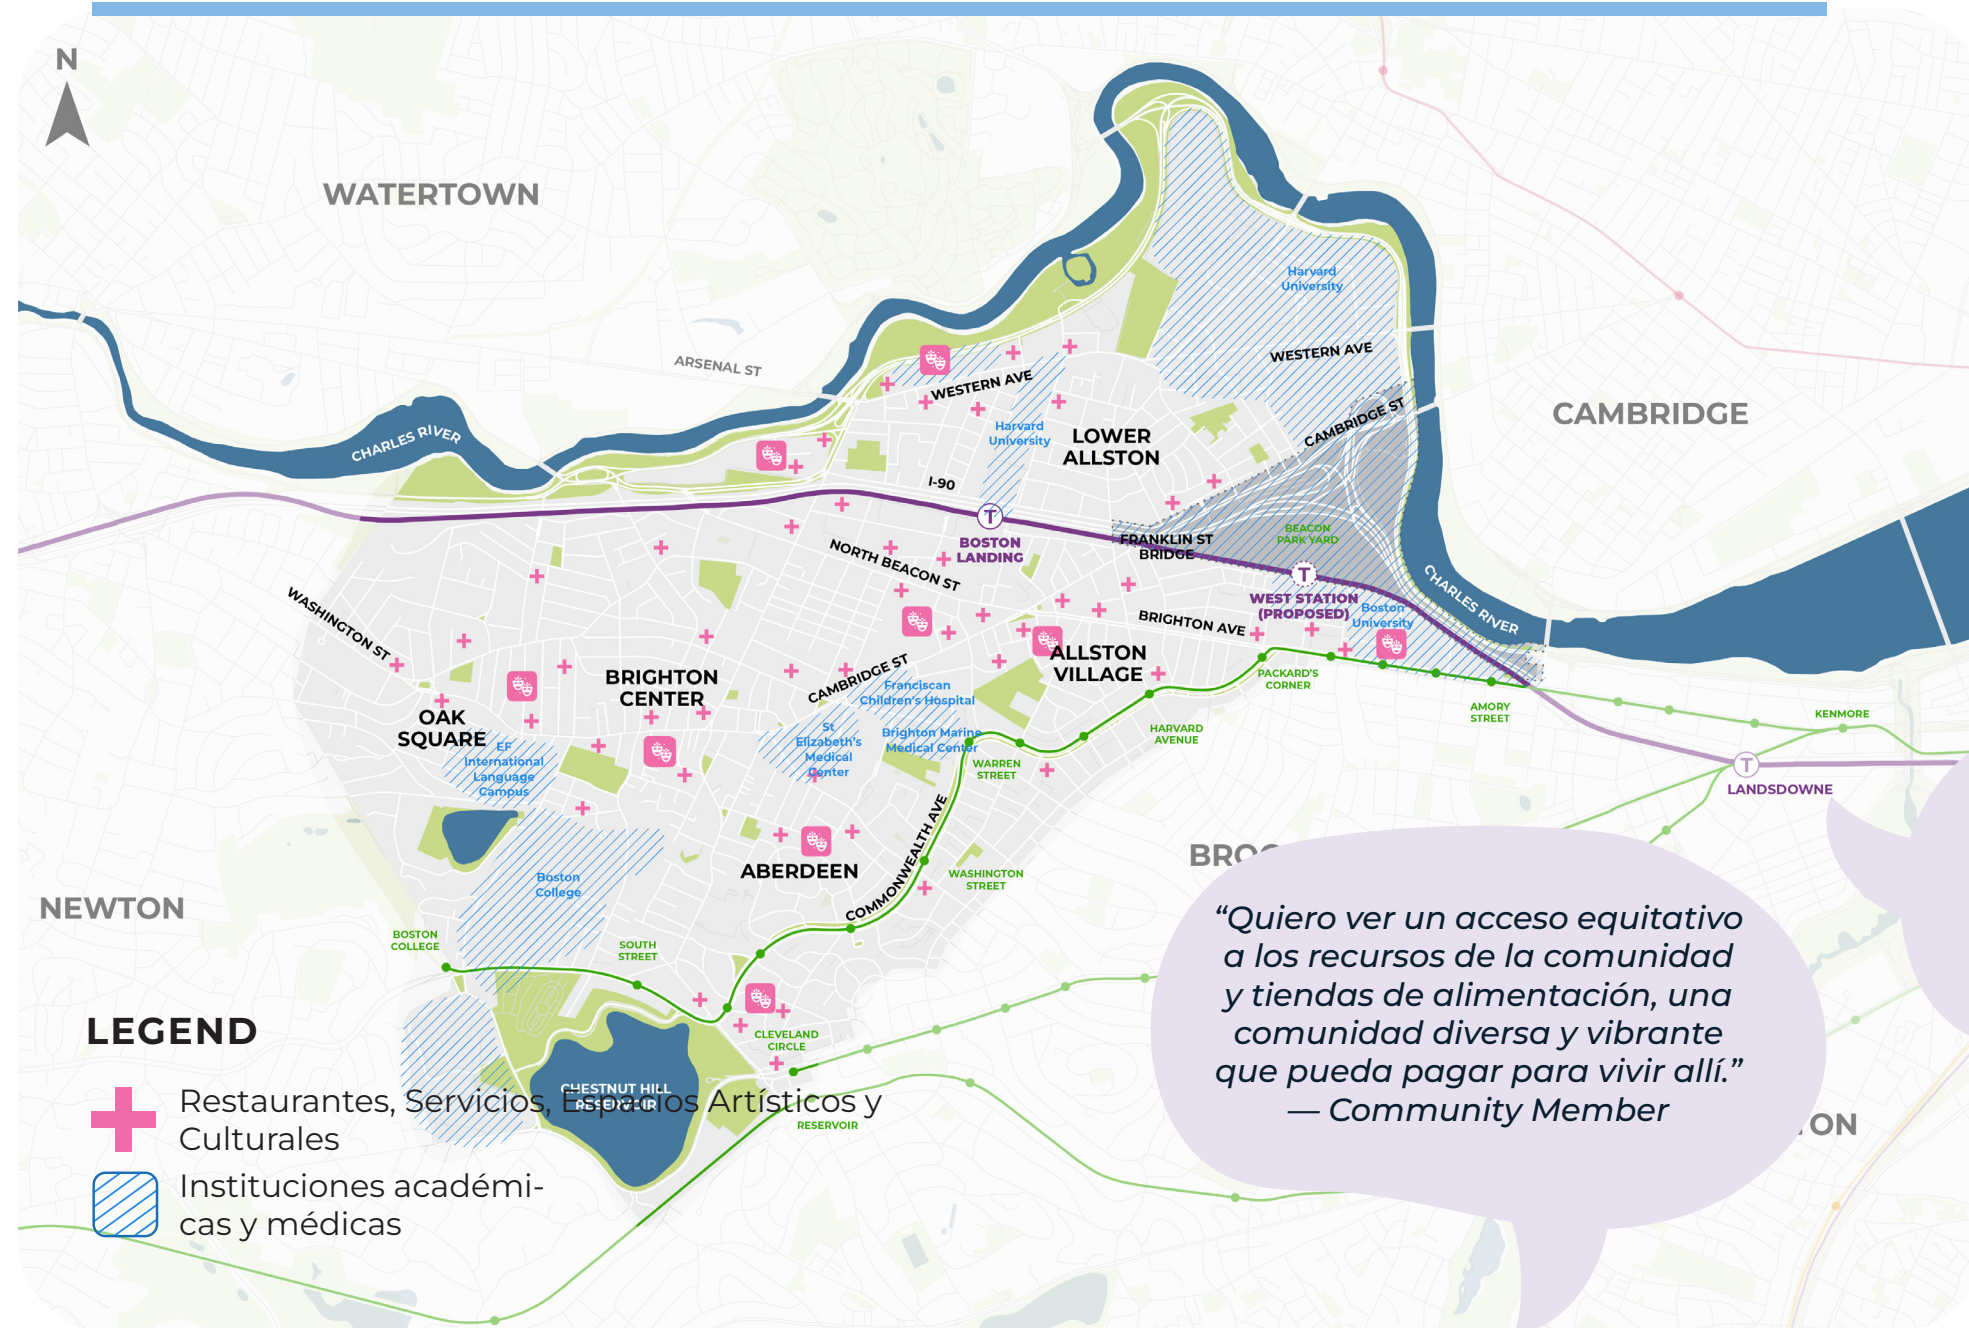 N
WATERTOWN
ARSENAL ST
CAMBRIDGE
NEWTON
CHARLES RIVER
Harvard
University
WESTERN AVE
WESTERN AVE
CAMBRIDGE ST
Harvard
University
LOWER
ALLSTON
I-90
T
BOSTON
LANDING
FRANKLIN ST
BRIDGE
BEACON
PARK YARD
T
WEST STATION
(PROPOSED)
CHARLES RIVER
Boston
University
NORTH BEACON ST
BRIGHTON AVE
WASHINGTON ST
BRIGHTON
CENTER
CAMBRIDGE ST
ALLSTON
VILLAGE
PACKARD'S
CORNER
AMORY
STREET
KENMORE
T
LANDSDOWNE
OAK
SQUARE
EF
International
Language
Campus
Franciscan
Children's Hospital
St
Elizabeth's
Medical
Center
Brighton Marine
Medical Center
WARREN
STREET
HARVARD
AVENUE
COMMONWEALTH AVE
WASHINGTON
STREET
ABERDEEN
Boston
College
BOSTON
COLLEGE
SOUTH
STREET
CLEVELAND
CIRCLE
CHESTNUT HILL
RESERVOIR
RESERVOIR
“Quiero ver un acceso equitativo
a los recursos de la comunidad
y tiendas de alimentación, una
comunidad diversa y vibrante
que pueda pagar para vivir allí.”
— Community Member
LEGEND
Restaurantes, Servicios, Espacios Artísticos y
Culturales
Instituciones académi-
cas y médicas